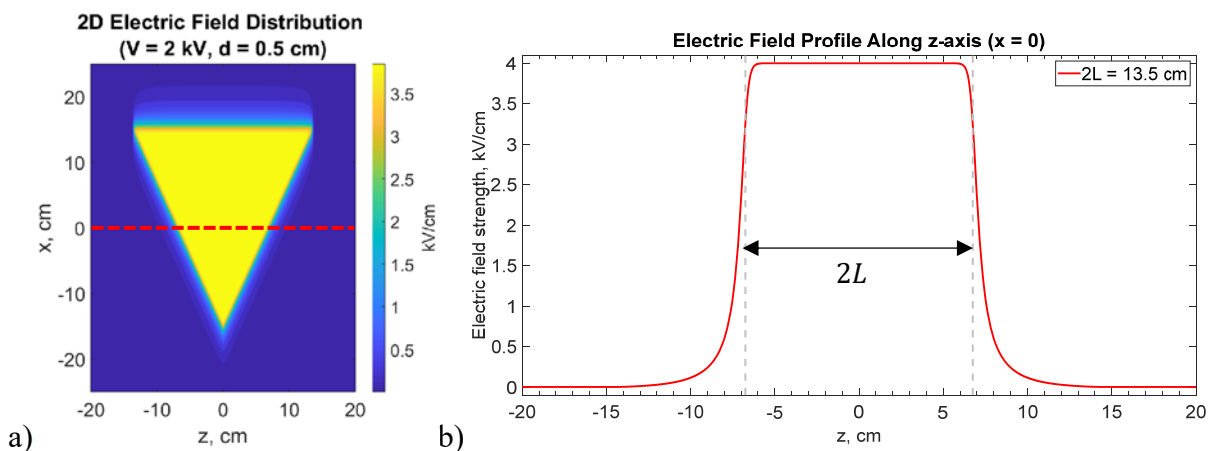 2D Electric Field Distribution
(V = 2 kV, d = 0.5 cm)
20
10
0
-10
-20
x, cm
-20
-10
0
10
20
z, cm
3.5
3
2.5
2
1.5
1
0.5
kV/cm
a)
Electric Field Profile Along z-axis (x = 0)
4
3.5
3
2.5
2
1.5
1
0.5
0
Electric field strength, kV/cm
2L = 13.5 cm
2L
-20
-15
-10
-5
0
5
10
15
20
z, cm
b)